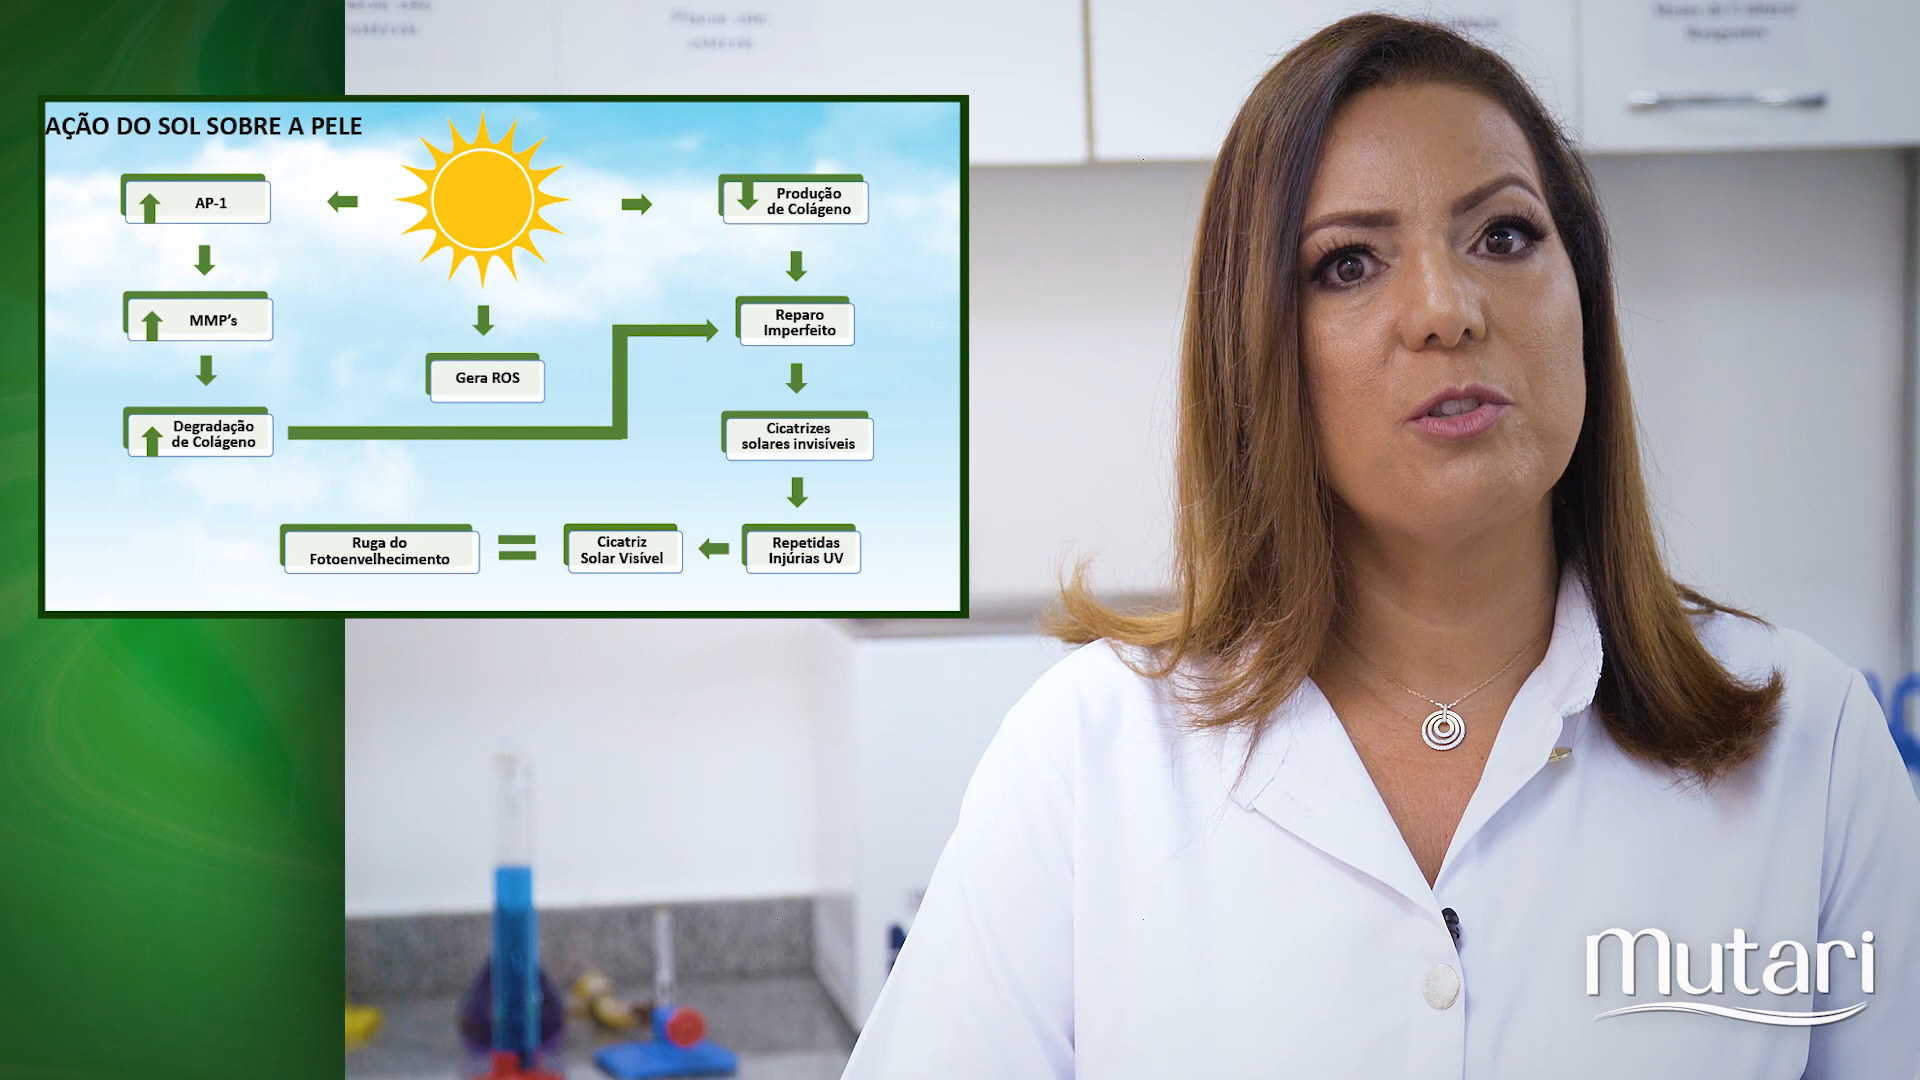 AÇÃO DO SOL SOBRE A PELE
AP-1
Produção
de Colágeno
MMP's
Reparo
Imperfeito
Gera ROS
Degradação
de Colágeno
Cicatrizes
solares invisíveis
Ruga do
Fotoenvelhecimento
Cicatriz
Solar Visível
Repetidas
Injúrias UV
mutari